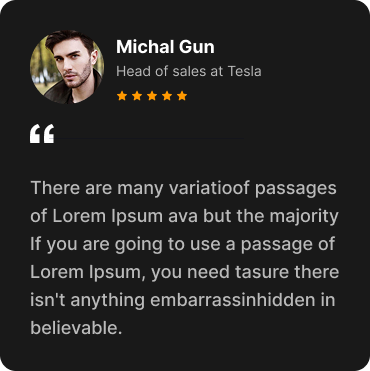 Michal Gun
Head of sales at Tesla
“
There are many variatioof passages
of Lorem Ipsum ava but the majority
If you are going to use a passage of
Lorem Ipsum, you need tasure there
isn't anything embarrassinhidden in
believable.